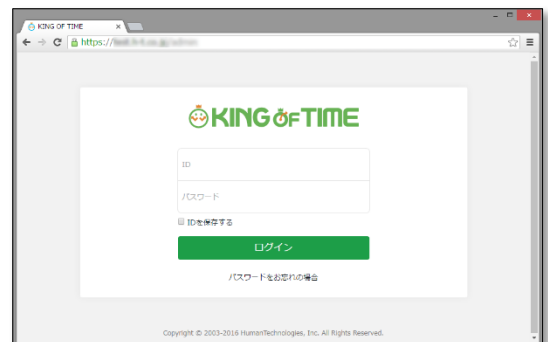 KING OF TIME
https://
KING OF TIME
ID
パスワード
IDを保存する
ログイン
パスワードをお忘れの場合
Copyright © 2003-2016 HumanTechnologies, Inc. All Rights Reserved.